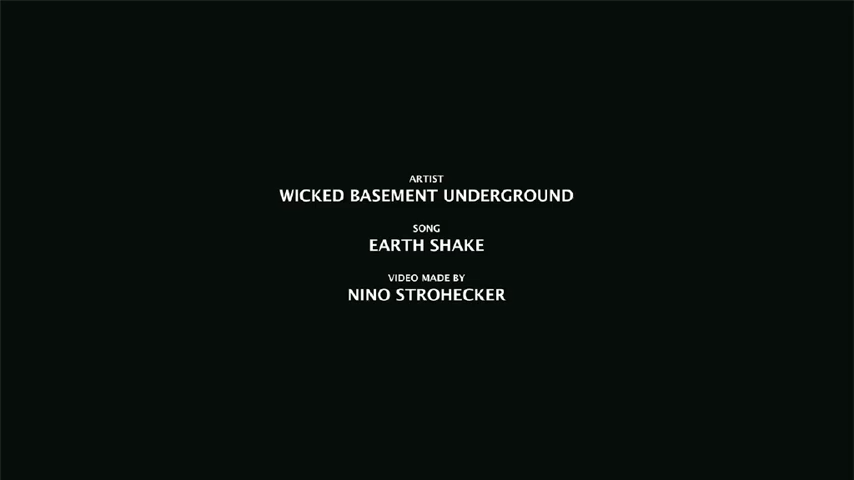 ARTIST
WICKED BASEMENT UNDERGROUND
SONG
EARTH SHAKE
VIDEO MADE BY
NINO STROHECKER